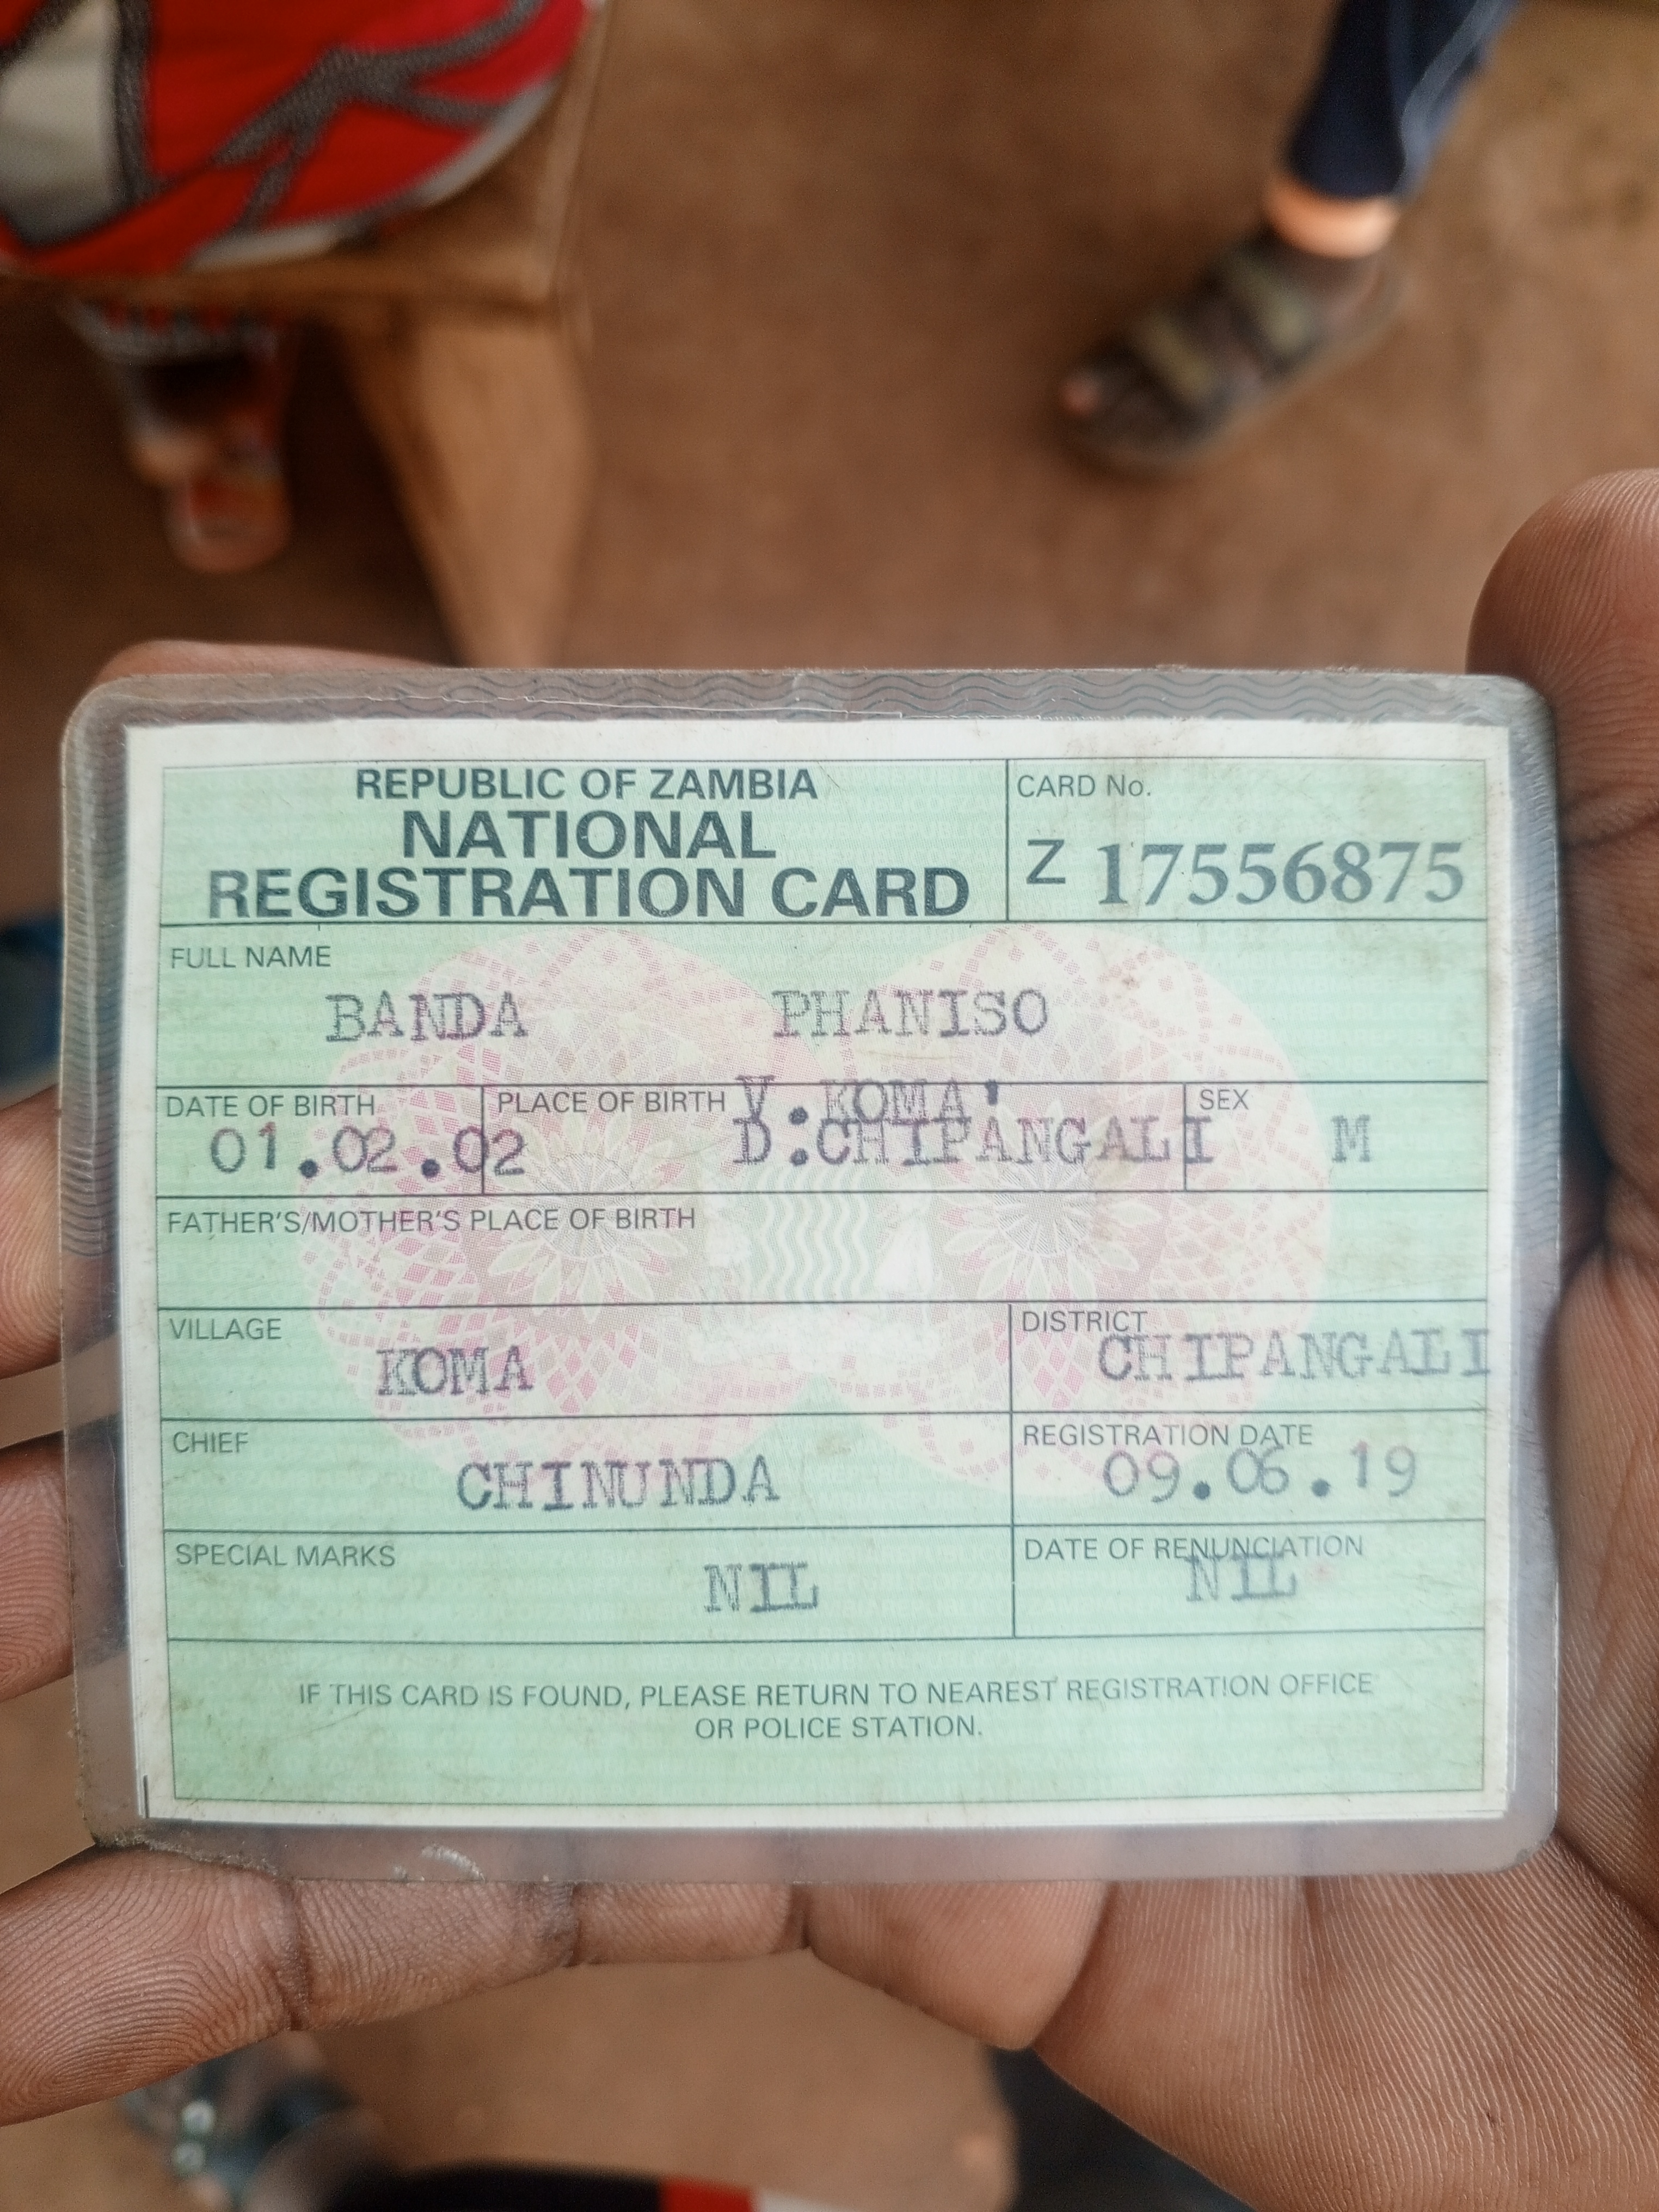 REPUBLIC OF ZAMBIA
NATIONAL
REGISTRATION CARD
CARD No.
Z 17556875
FULL NAME
BANDA PHANISO
DATE OF BIRTH
01.02.02
PLACE OF BIRTH V.KOMA'
D:CHIPANGALI
SEX
M
FATHER'S/MOTHER'S PLACE OF BIRTH
VILLAGE
KOMA
DISTRICT
CHIPANGALI
CHIEF
CHINUNDA
REGISTRATION DATE
09.06.19
SPECIAL MARKS
NIL
DATE OF RENUNCIATION
NIL
IF THIS CARD IS FOUND, PLEASE RETURN TO NEAREST REGISTRATION OFFICE
OR POLICE STATION.